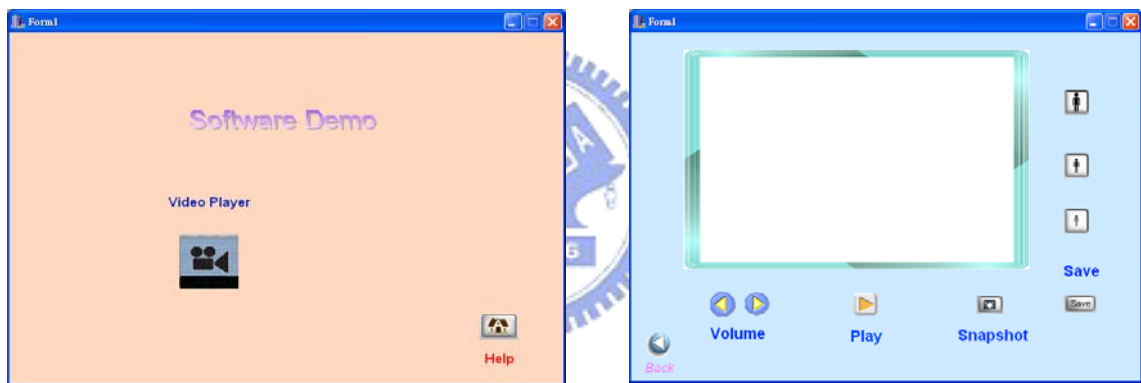 Form1
Software Demo
Video Player
Help
Form1
Save
Save
Volume
Play
Snapshot
Back